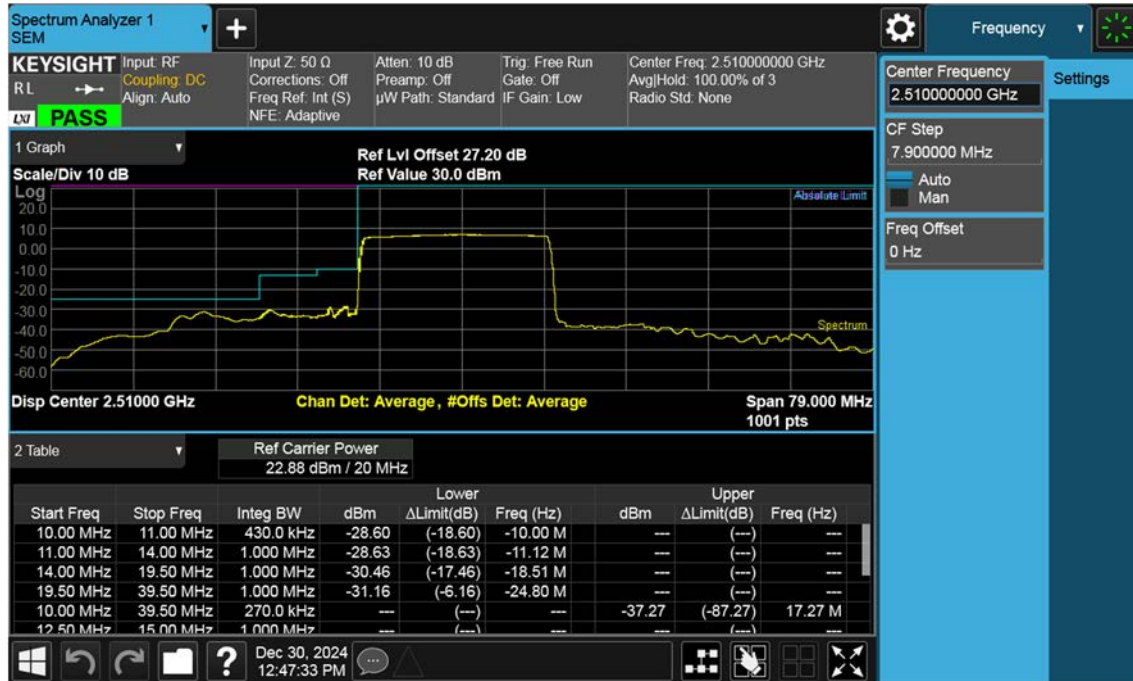 Spectrum Analyzer 1
SEM
Frequency
KEYSIGHT
Input: RF
Coupling: DC
Align: Auto
Input Z: 50 Ω
Corrections: Off
Freq Ref: Int (S)
NFE: Adaptive
Atten: 10 dB
Preamp: Off
µW Path: Standard
Trig: Free Run
Gate: Off
IF Gain: Low
Center Freq: 2.510000000 GHz
Avg|Hold: 100.00% of 3
Radio Std: None
R L
LXI
PASS
Center Frequency
2.510000000 GHz
Settings
CF Step
7.900000 MHz
Auto
Man
Freq Offset
0 Hz
1 Graph
Scale/Div 10 dB
Ref Lvl Offset 27.20 dB
Ref Value 30.0 dBm
Log
Absolute Limit
20.0
10.0
0.00
-10.0
-20.0
-30.0
-40.0
-50.0
-60.0
Spectrum
Disp Center 2.51000 GHz
Chan Det: Average, #Offs Det: Average
Span 79.000 MHz
1001 pts
2 Table
Ref Carrier Power
22.88 dBm / 20 MHz
Lower Upper
Start Freq Stop Freq Integ BW dBm ΔLimit(dB) Freq (Hz) dBm ΔLimit(dB) Freq (Hz)
10.00 MHz 11.00 MHz 430.0 kHz -28.60 (-18.60) -10.00 M --- (---) ---
11.00 MHz 14.00 MHz 1.000 MHz -28.63 (-18.63) -11.12 M --- (---) ---
14.00 MHz 19.50 MHz 1.000 MHz -30.46 (-17.46) -18.51 M --- (---) ---
19.50 MHz 39.50 MHz 1.000 MHz -31.16 (-6.16) -24.80 M --- (---) ---
10.00 MHz 39.50 MHz 270.0 kHz --- (---) --- -37.27 (-87.27) 17.27 M
12.50 MHz 15.00 MHz 1.000 MHz --- (---) --- --- (---) ---
?
Dec 30, 2024
12:47:33 PM